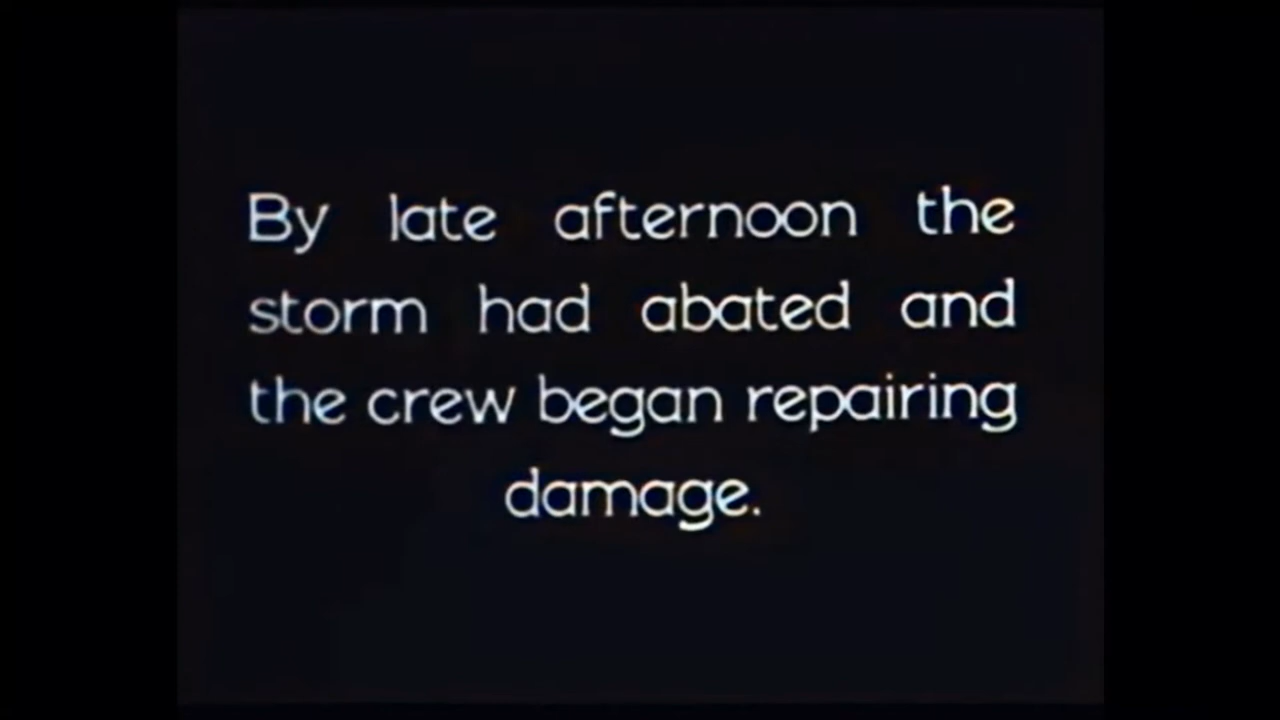 By late afternoon the
storm had abated and
the crew began repairing
damage.